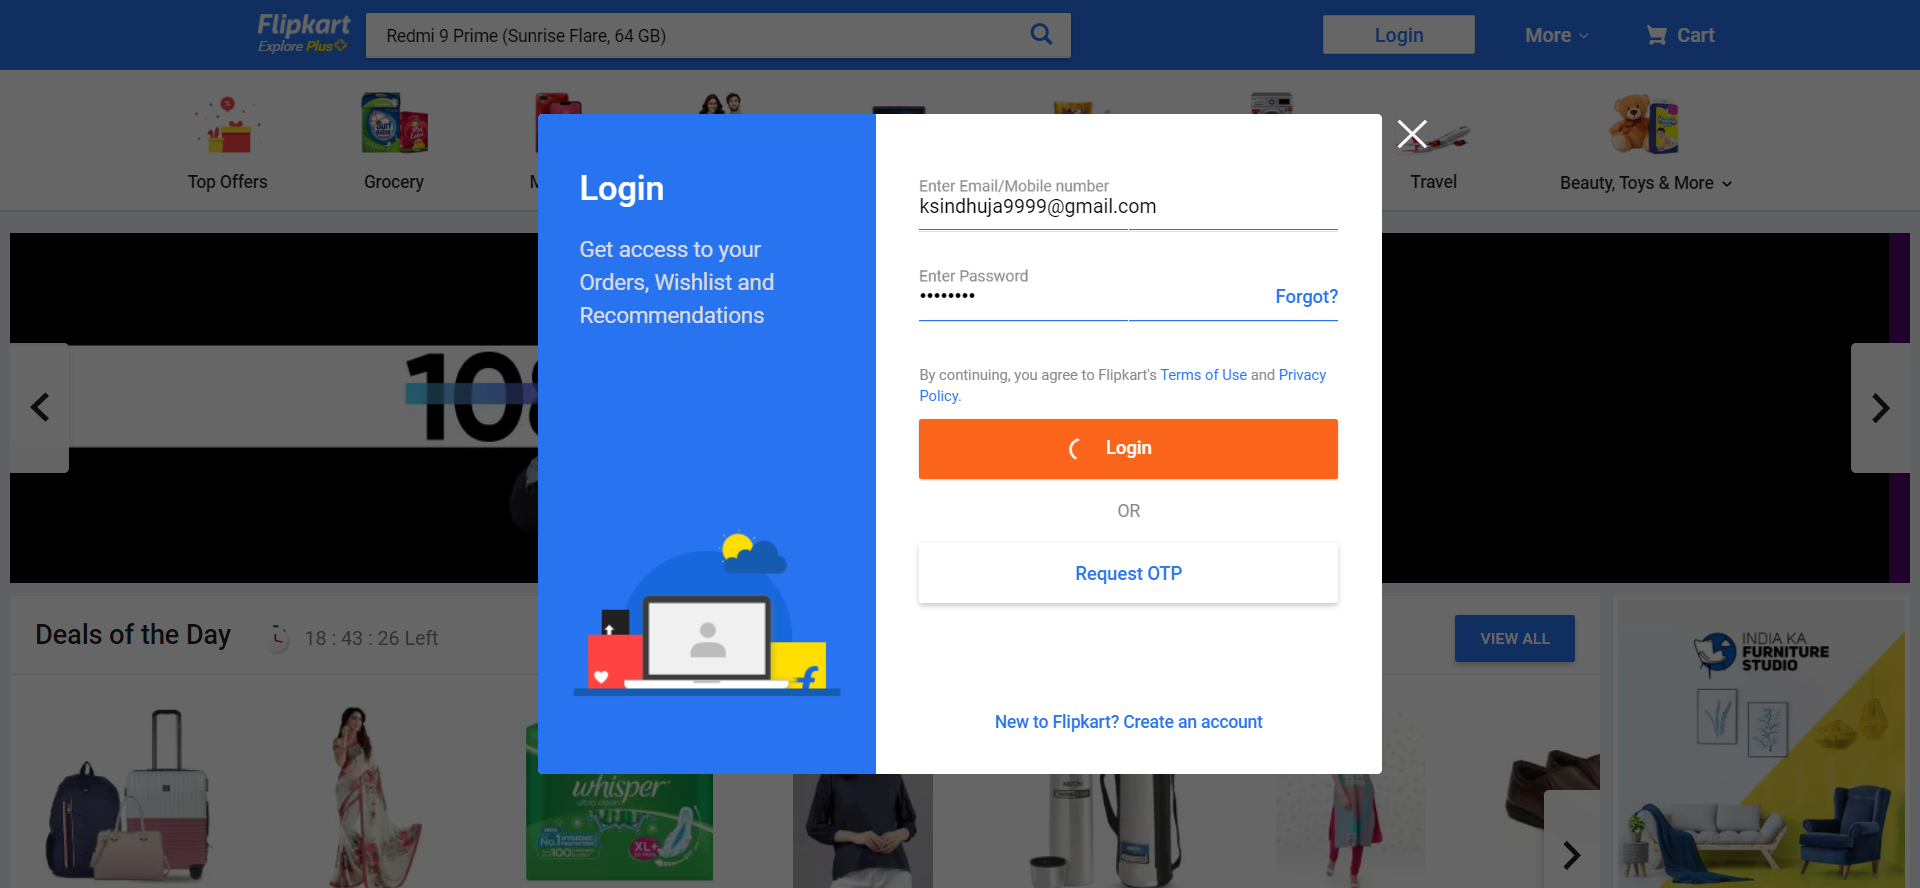 Flipkart
Explore Plus
Redmi 9 Prime (Sunrise Flare, 64 GB)
Login
More
Cart
Top Offers
Grocery
M
Travel
Beauty, Toys & More
Login
Get access to your
Orders, Wishlist and
Recommendations
Enter Email/Mobile number
ksindhuja9999@gmail.com
Enter Password
••••••••
Forgot?
By continuing, you agree to Flipkart's Terms of Use and Privacy
Policy.
Login
OR
Request OTP
New to Flipkart? Create an account
10
Deals of the Day
18 : 43 : 26 Left
VIEW ALL
INDIA KA
FURNITURE
STUDIO
whisper
ultra clean
XL+